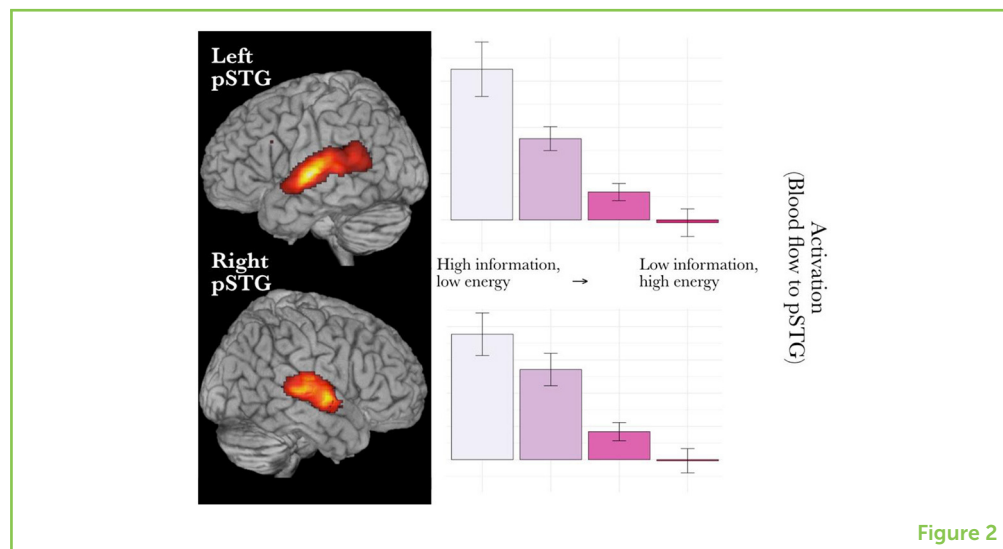 Left
pSTG
Right
pSTG
High information,
low energy
→
Low information,
high energy
Activation
(Blood flow to pSTG)
Figure 2